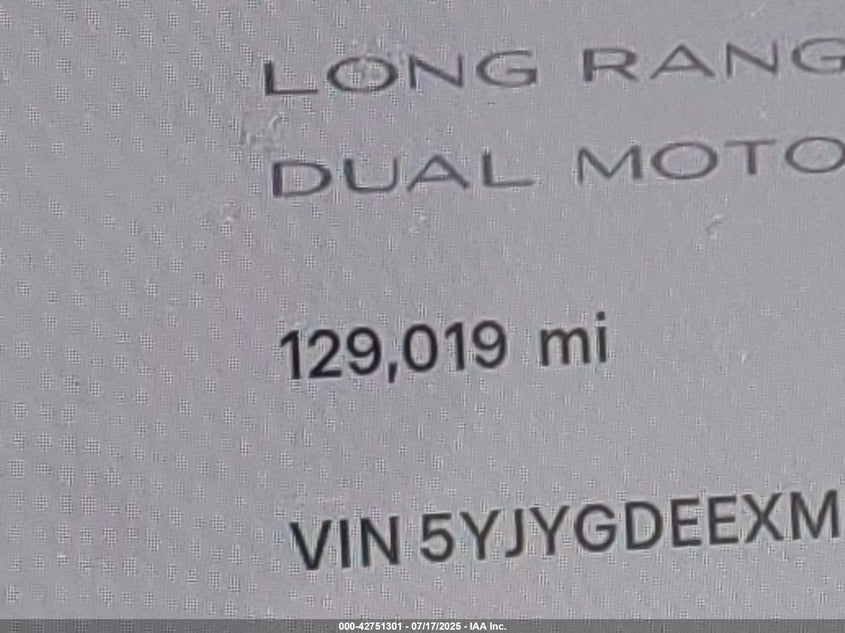 LONG RANG
DUAL MOTO
129,019 mi
VIN 5YJYGDEEXM
000-42751301 - 07/17/2025 - IAA Inc.